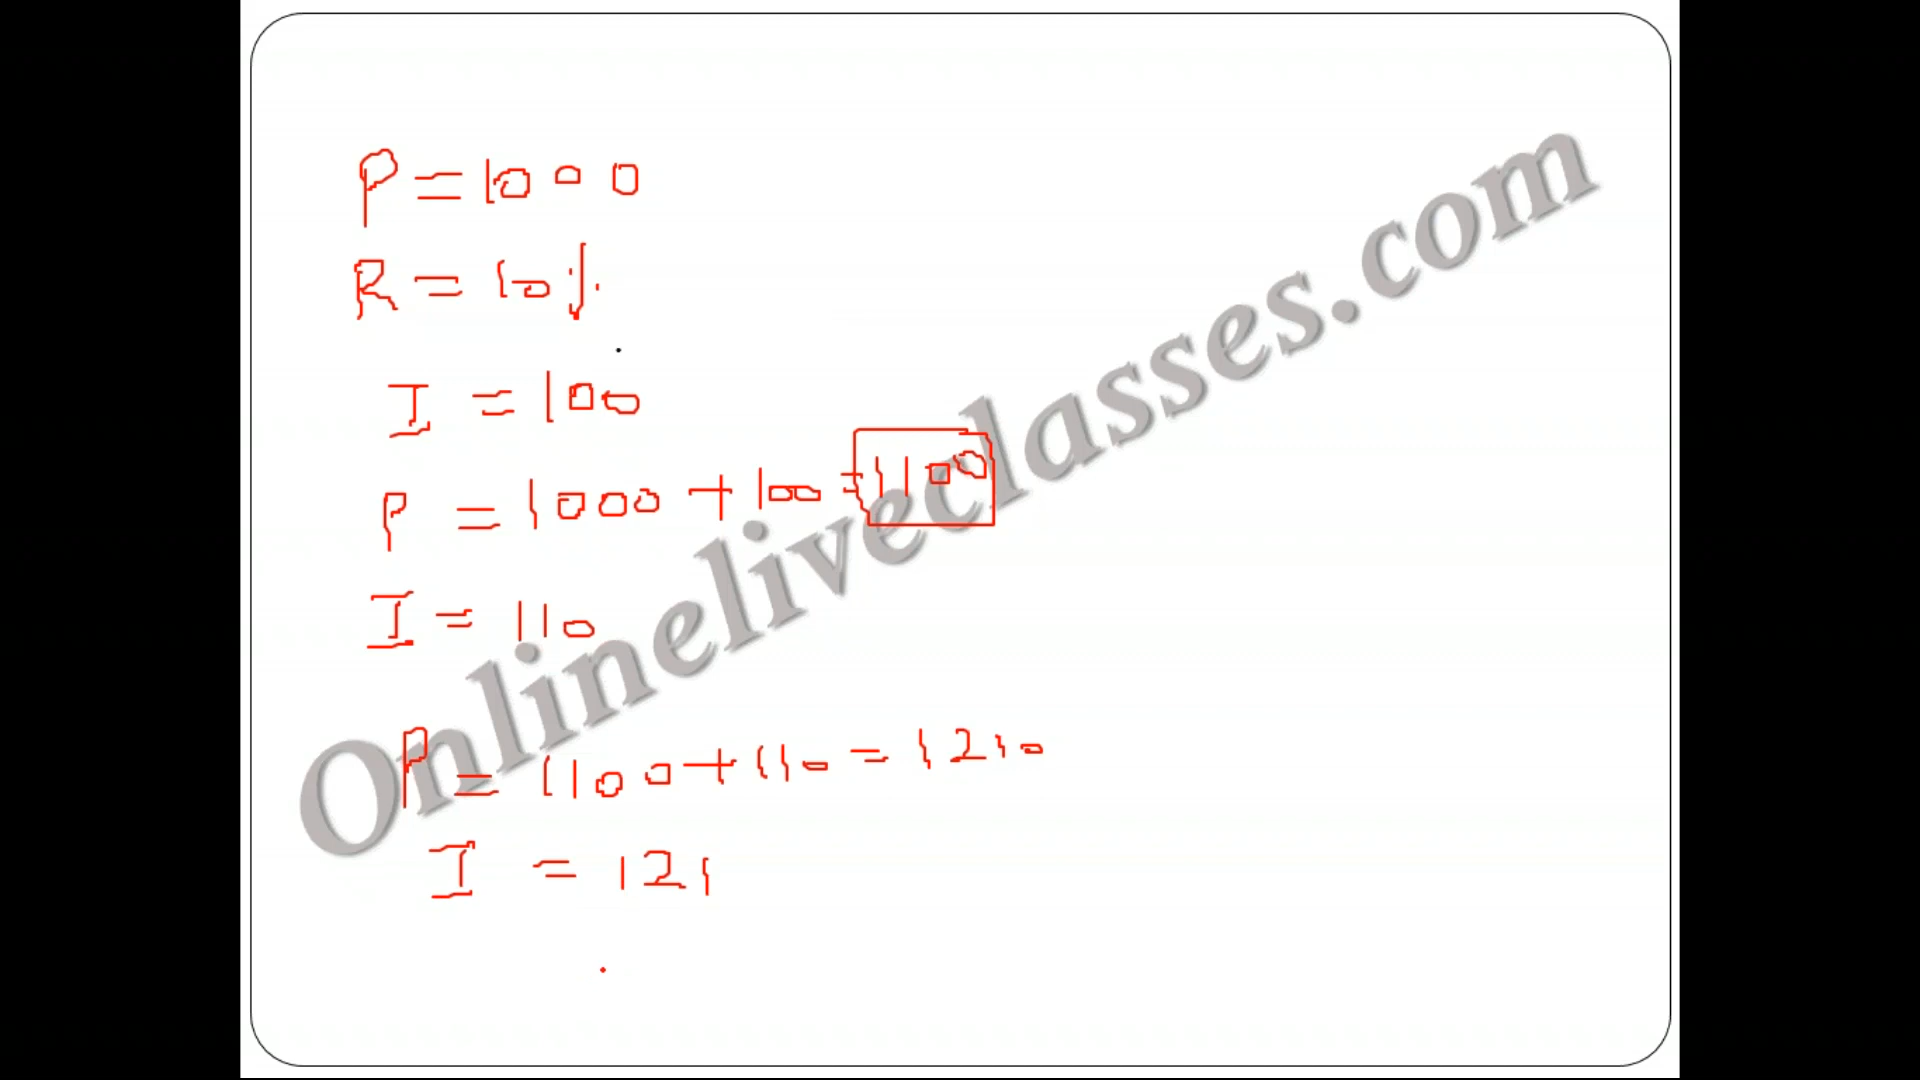 P = 1000
R = 10%
I = 100
P = 1000 + 100 = 1100
I = 110
P = 1100 + 110 = 1210
I = 121
Onlineliveclasses.com